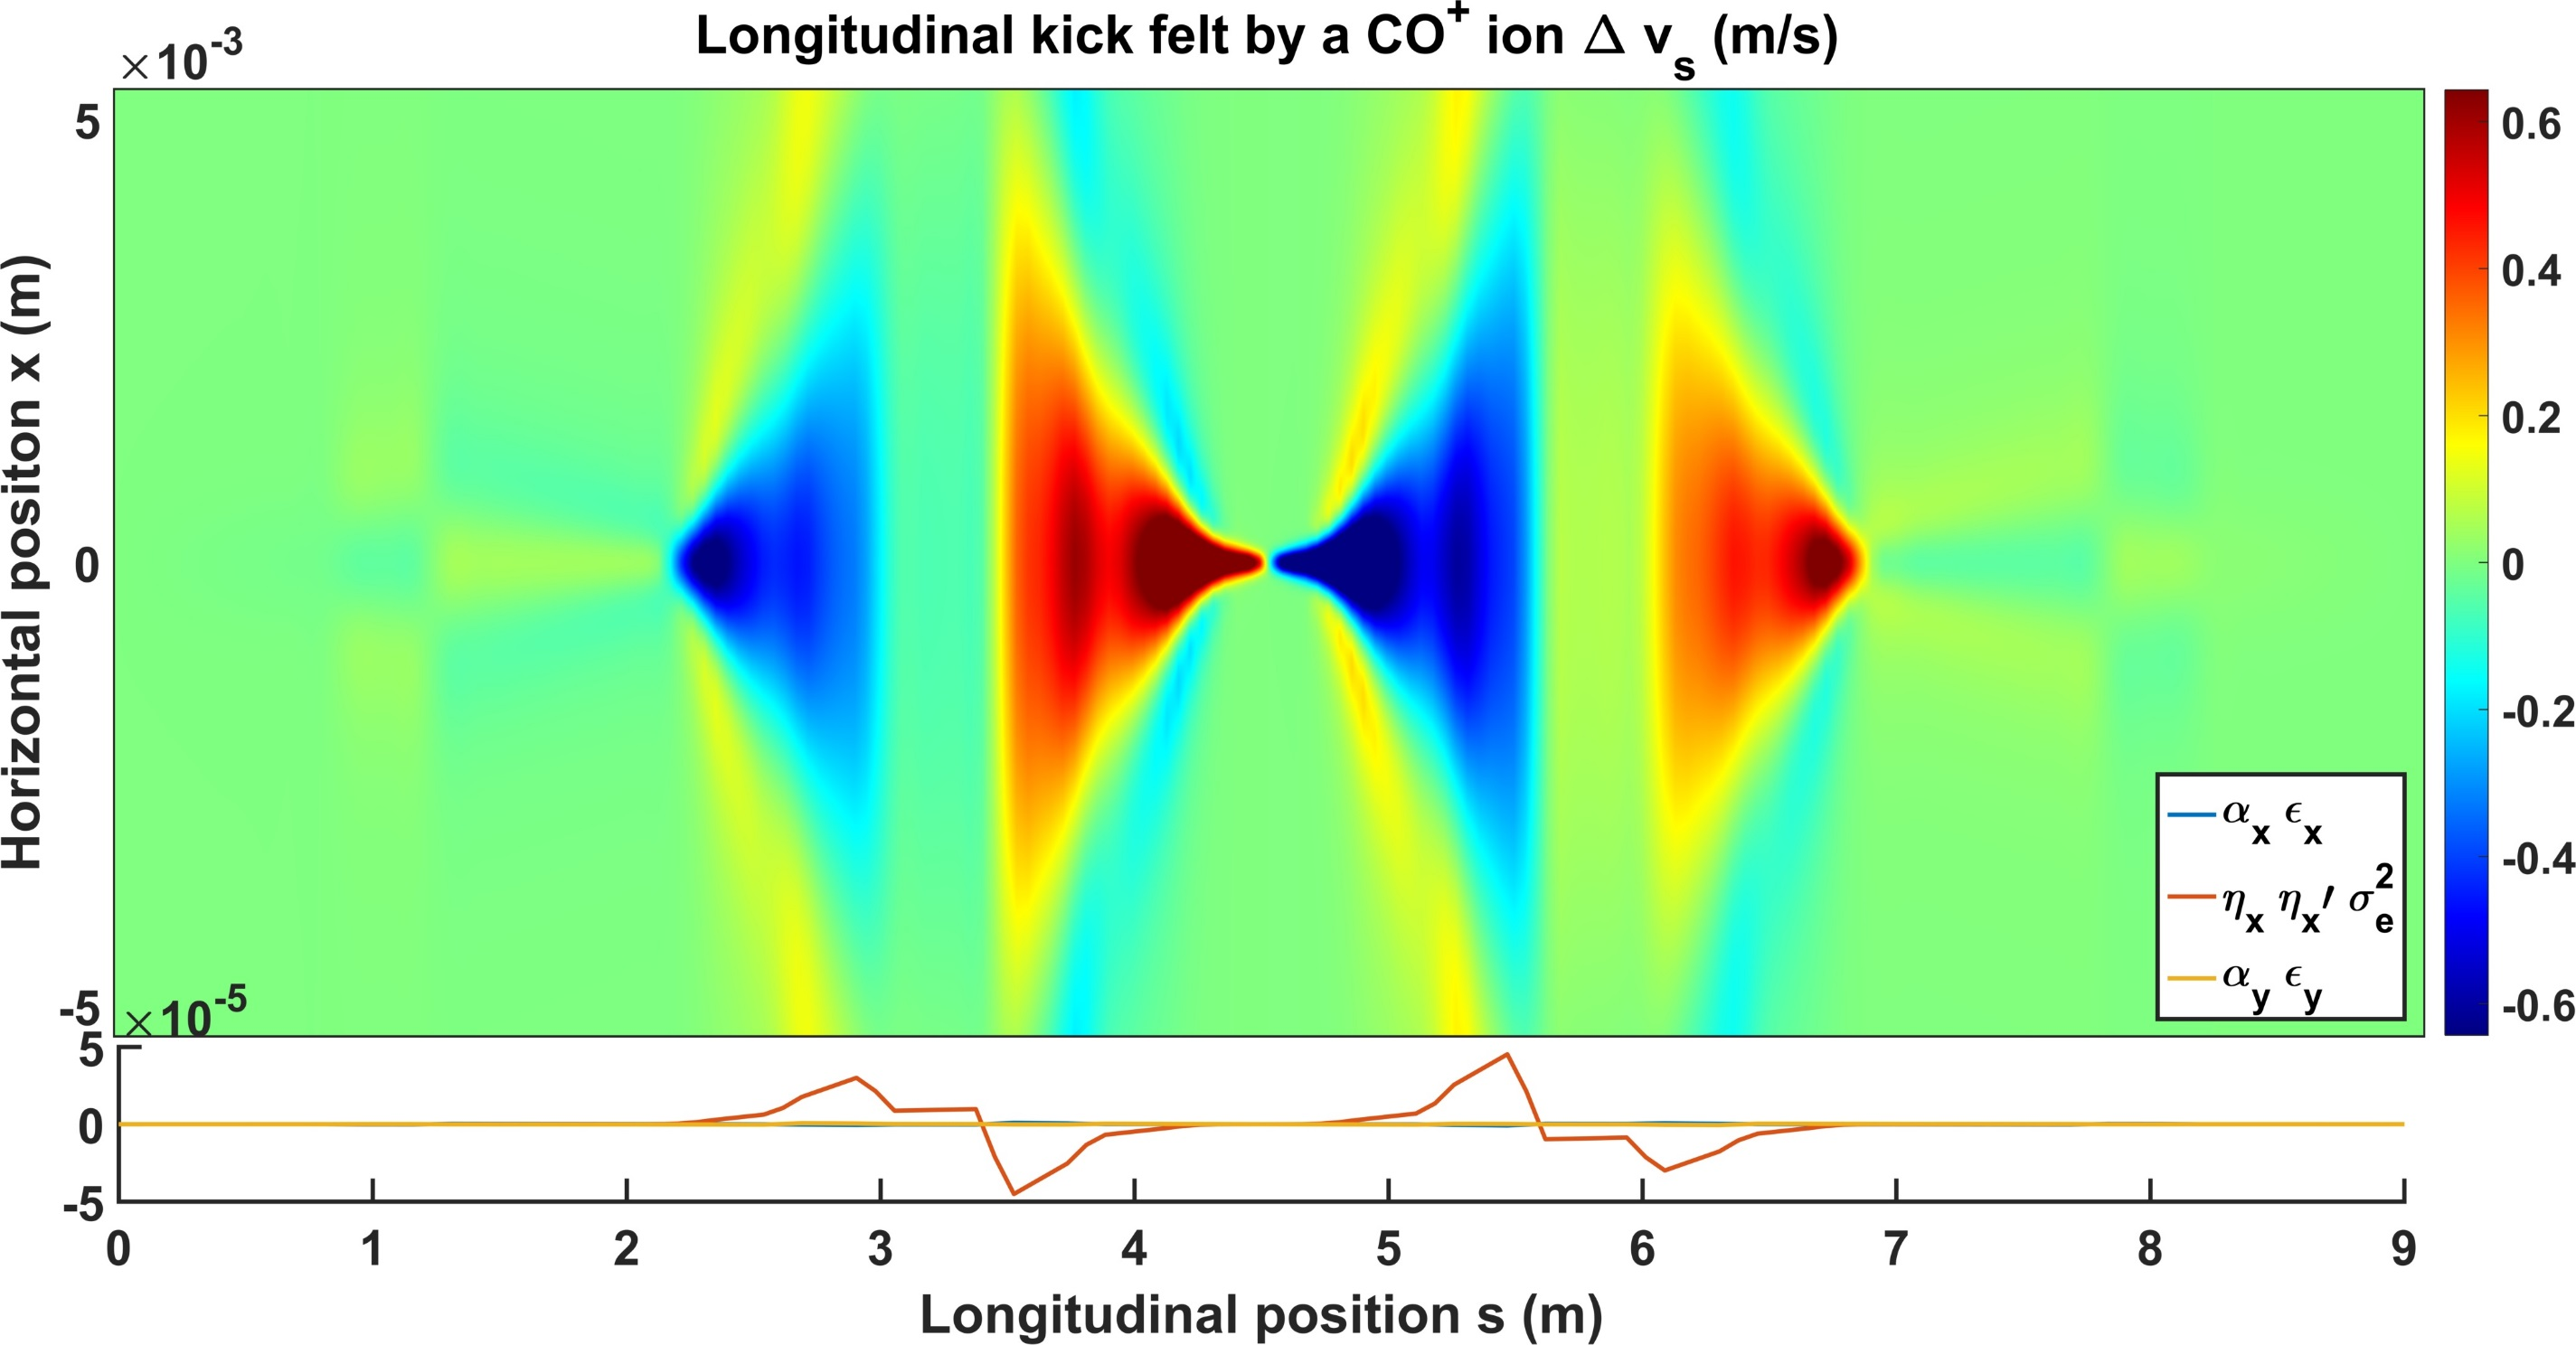 Longitudinal kick felt by a CO⁺ ion Δ vₛ (m/s)
×10⁻³
5
0
-5
Horizontal positon x (m)
0.6
0.4
0.2
0
-0.2
-0.4
-0.6
αₓ ϵₓ
ηₓ ηₓ′ σₑ²
α_y ϵ_y
×10⁻⁵
5
0
-5
0 1 2 3 4 5 6 7 8 9
Longitudinal position s (m)